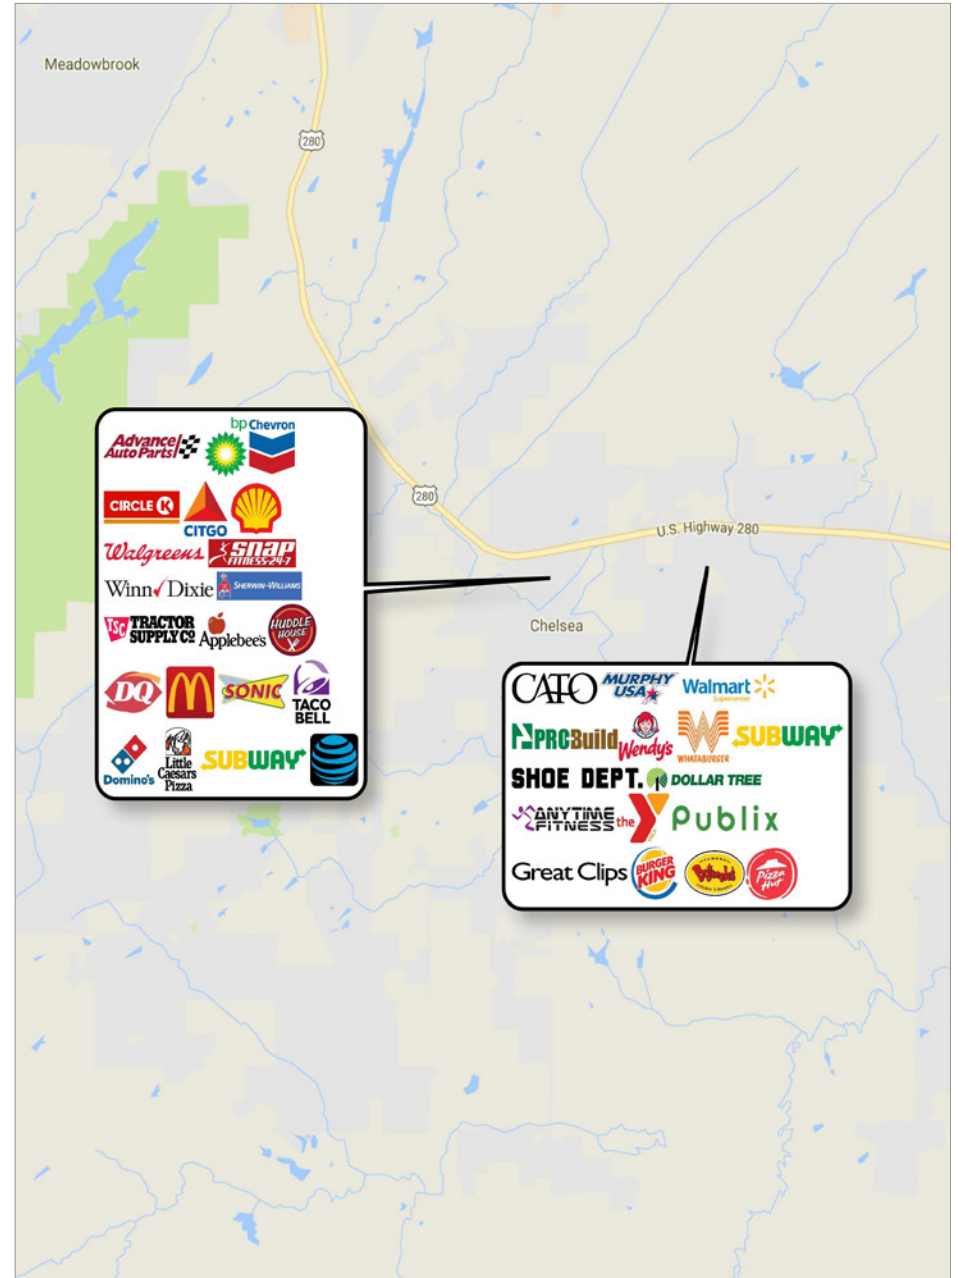 Meadowbrook
280
280
U.S. Highway 280
Chelsea
bp Chevron
Advance
Auto Parts
CIRCLE K
CITGO
Walgreens SNAP
FITNESS-24-7
Winn Dixie SHERWIN-WILLIAMS
TSC TRACTOR
SUPPLY CO Applebee's HUDDLE
HOUSE
DQ M SONIC TACO
BELL
Domino's Little
Caesars
Pizza SUBWAY
CATO MURPHY
USA Walmart
Supercenter
PROBuild Wendy's W
WHATABURGER SUBWAY
SHOE DEPT. DOLLAR TREE
ANYTIME
FITNESS the Y Publix
Great Clips BURGER
KING Bojangles Pizza
Hut